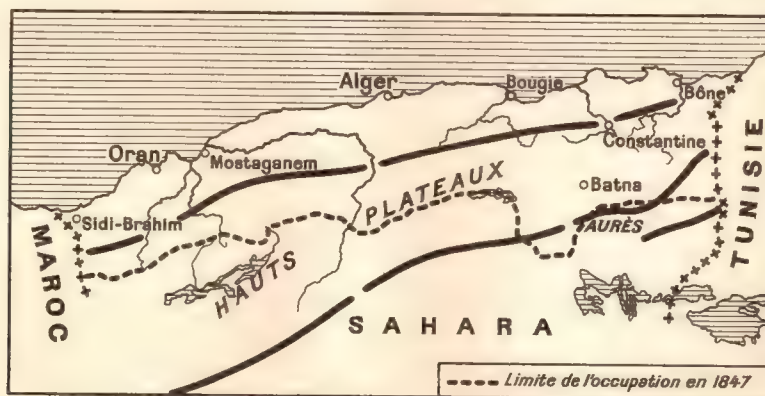 Alger
Bougie
Bône
Oran
Mostaganem
Constantine
Batna
Sidi-Brahim
PLATEAUX
HAUTS
AURÈS
MAROC
TUNISIE
SAHARA
Limite de l'occupation en 1847